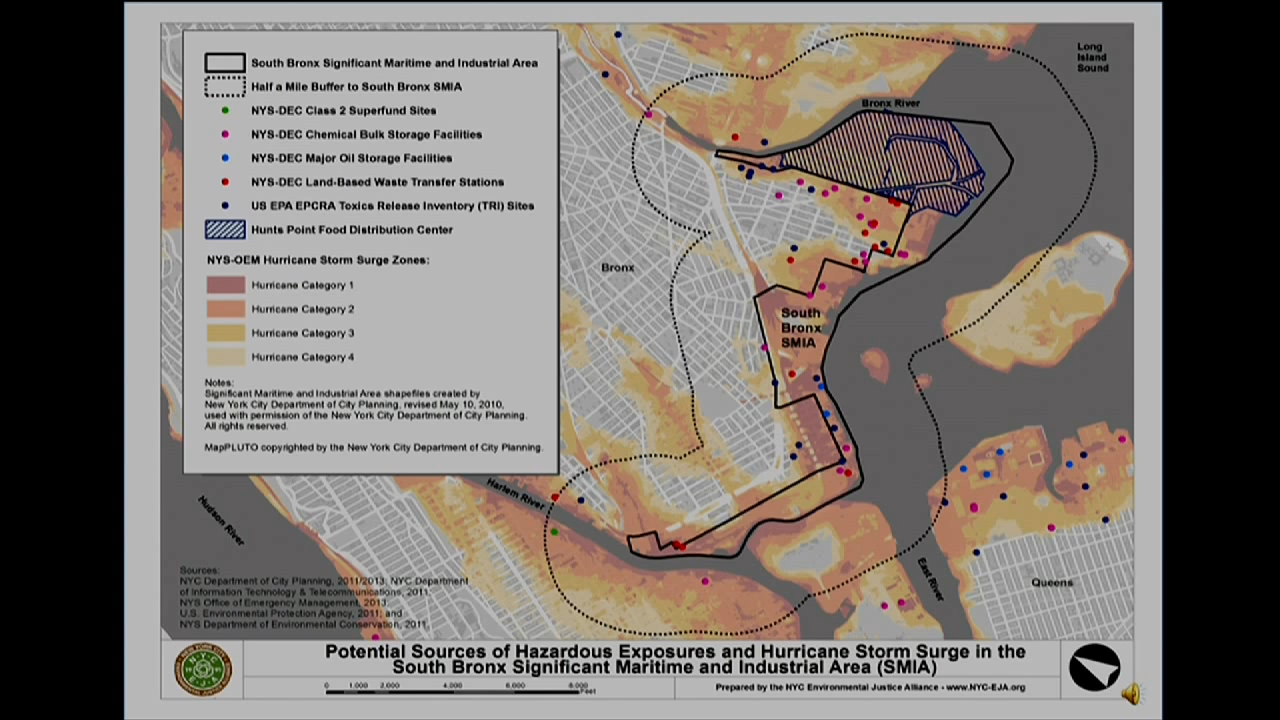 South Bronx Significant Maritime and Industrial Area
Half a Mile Buffer to South Bronx SMIA
NYS-DEC Class 2 Superfund Sites
NYS-DEC Chemical Bulk Storage Facilities
NYS-DEC Major Oil Storage Facilities
NYS-DEC Land-Based Waste Transfer Stations
US EPA EPCRA Toxics Release Inventory (TRI) Sites
Hunts Point Food Distribution Center
NYS-OEM Hurricane Storm Surge Zones:
Hurricane Category 1
Hurricane Category 2
Hurricane Category 3
Hurricane Category 4
Notes:
Significant Maritime and Industrial Area shapefiles created by
New York City Department of City Planning, revised May 10, 2010,
used with permission of the New York City Department of City Planning.
All rights reserved.
MapPLUTO copyrighted by the New York City Department of City Planning.
Long
Island
Sound
Bronx River
Bronx
South
Bronx
SMIA
Harlem River
Hudson River
East River
Queens
Sources:
NYC Department of City Planning, 2011/2013; NYC Department
of Information Technology & Telecommunications, 2011;
NYS Office of Emergency Management, 2013;
U.S. Environmental Protection Agency, 2011; and
NYS Department of Environmental Conservation, 2011.
Potential Sources of Hazardous Exposures and Hurricane Storm Surge in the
South Bronx Significant Maritime and Industrial Area (SMIA)
0 1,000 2,000 4,000 6,000 8,000
Feet
Prepared by the NYC Environmental Justice Alliance - www.NYC-EJA.org